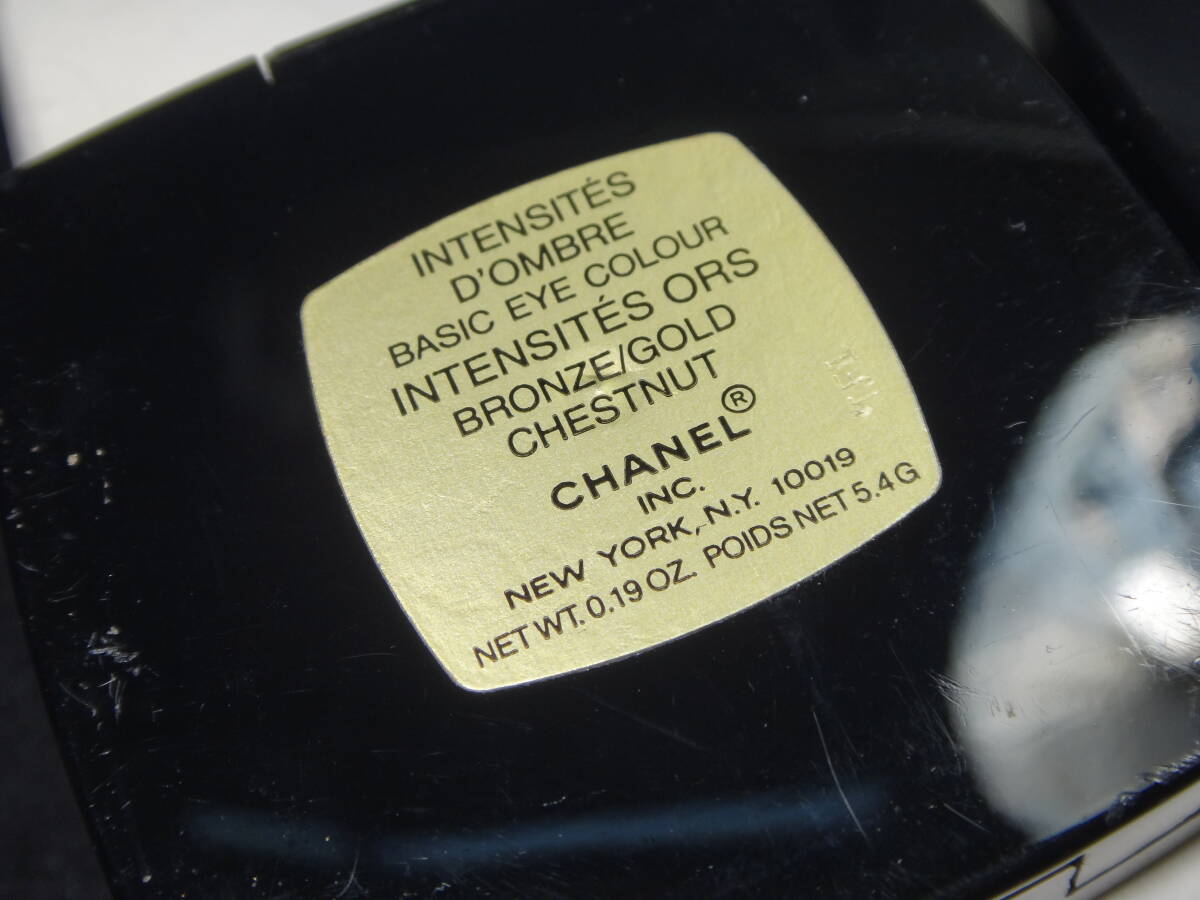 INTENSITÉS
D'OMBRE
BASIC EYE COLOUR
INTENSITÉS ORS
BRONZE/GOLD
CHESTNUT
CHANEL®
INC.
NEW YORK, N.Y. 10019
NET WT. 0.19 OZ. POIDS NET 5.4 G